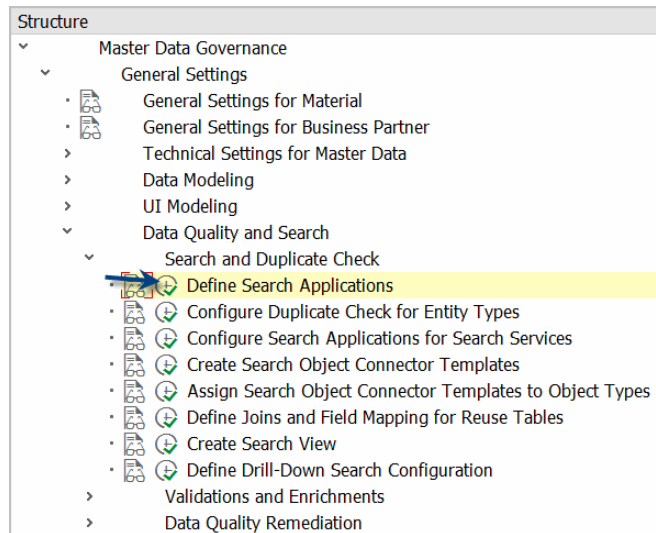 Structure
Master Data Governance
General Settings
General Settings for Material
General Settings for Business Partner
Technical Settings for Master Data
Data Modeling
UI Modeling
Data Quality and Search
Search and Duplicate Check
Define Search Applications
Configure Duplicate Check for Entity Types
Configure Search Applications for Search Services
Create Search Object Connector Templates
Assign Search Object Connector Templates to Object Types
Define Joins and Field Mapping for Reuse Tables
Create Search View
Define Drill-Down Search Configuration
Validations and Enrichments
Data Quality Remediation